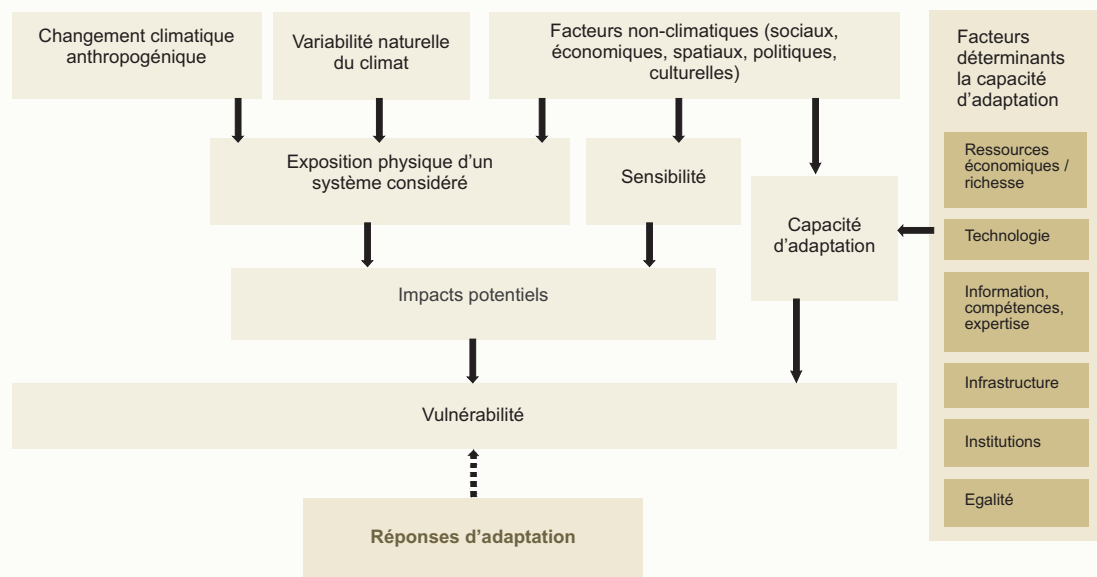 Changement climatique
anthropogénique
Variabilité naturelle
du climat
Facteurs non-climatiques (sociaux,
économiques, spatiaux, politiques,
culturelles)
Facteurs
déterminants
la capacité
d'adaptation
Exposition physique d'un
système considéré
Sensibilité
Capacité
d'adaptation
Ressources
économiques /
richesse
Technologie
Information,
compétences,
expertise
Infrastructure
Institutions
Egalité
Impacts potentiels
Vulnérabilité
Réponses d'adaptation